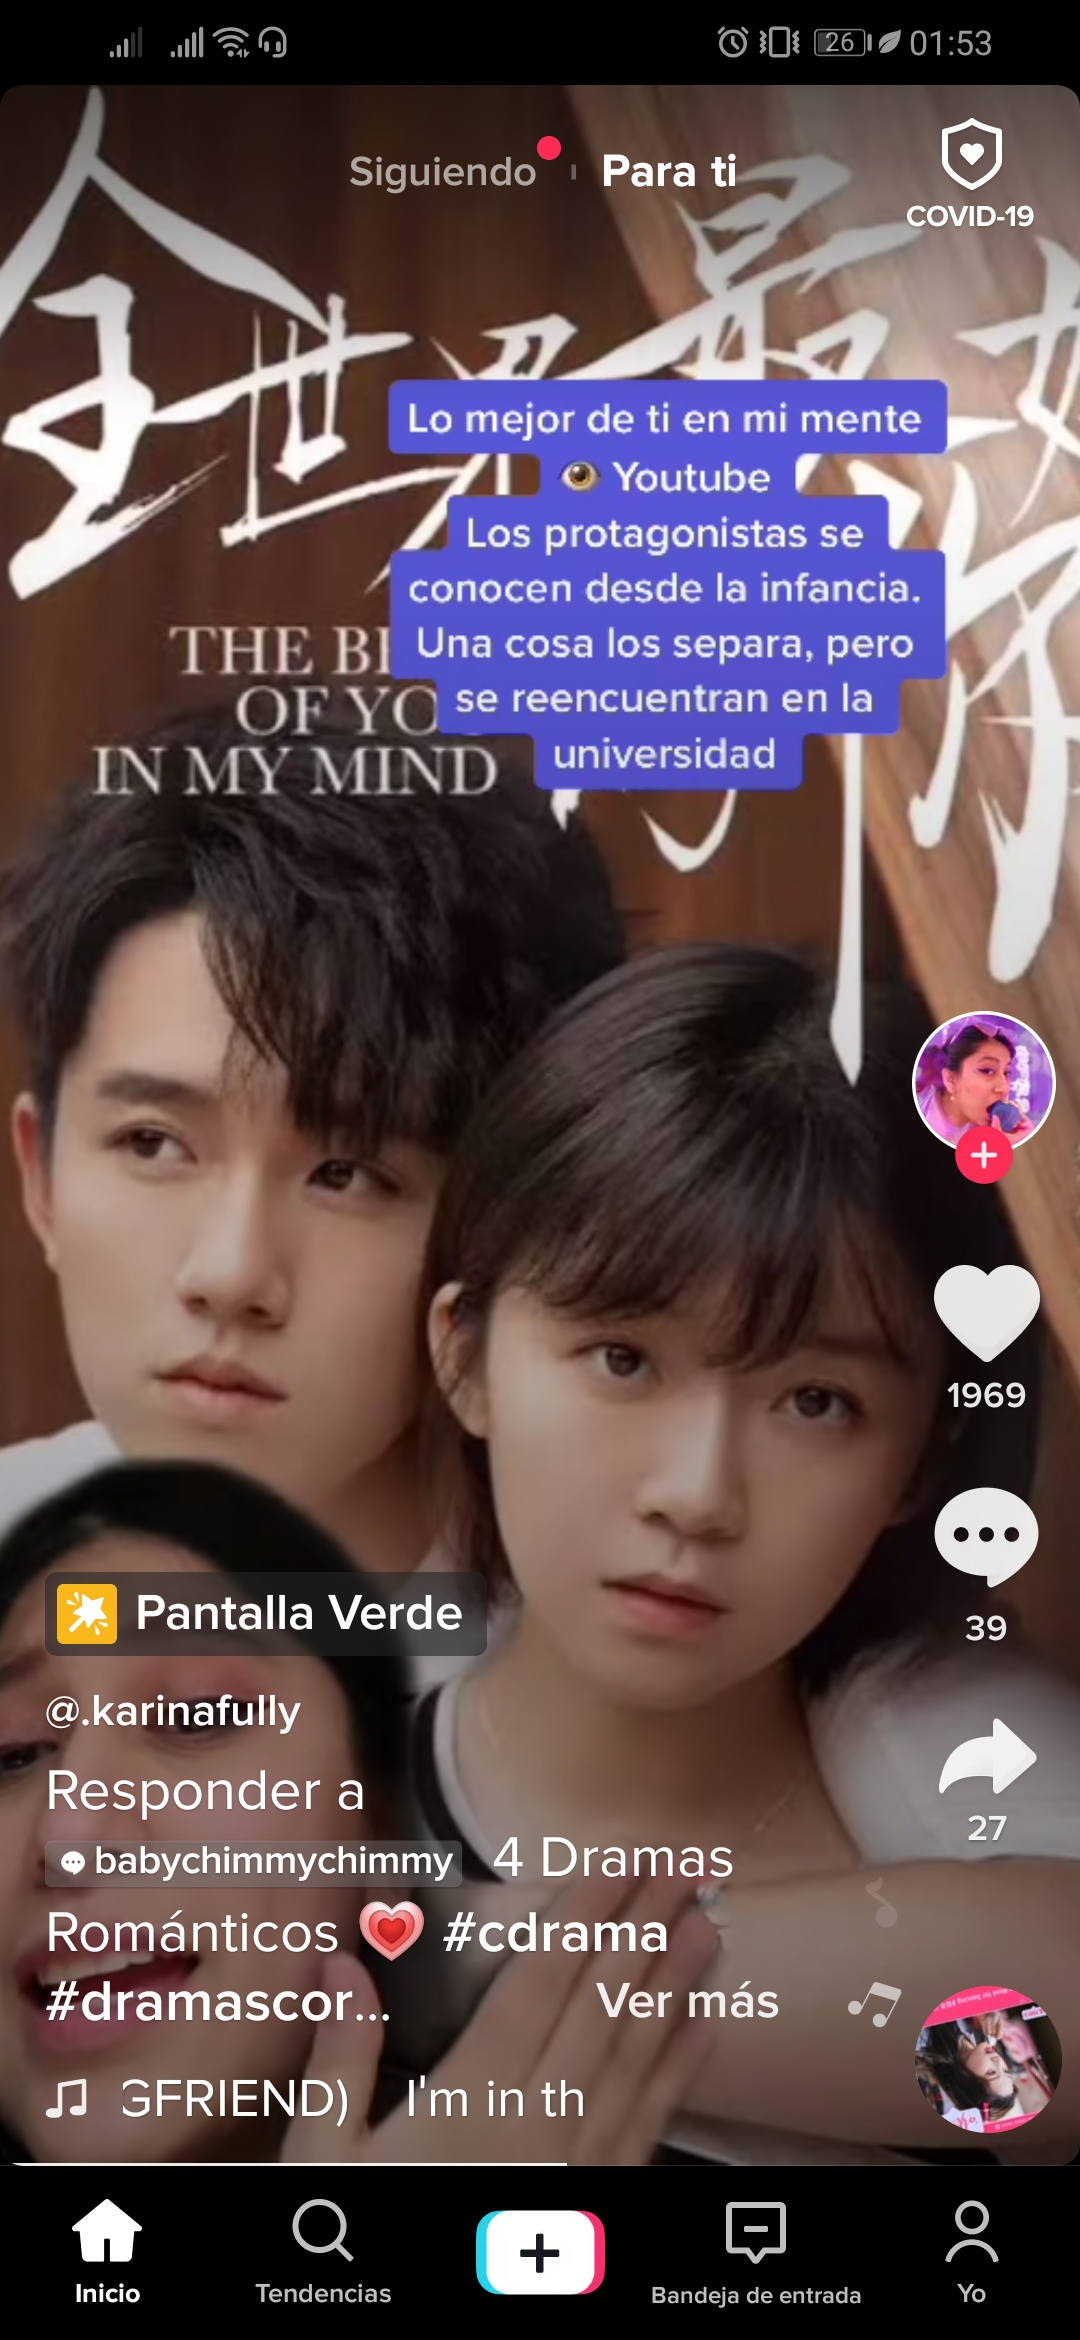 26 01:53
Siguiendo Para ti
COVID-19
全世界最好
的你
Lo mejor de ti en mi mente
👁 Youtube
Los protagonistas se
conocen desde la infancia.
Una cosa los separa, pero
se reencuentran en la
universidad
THE BE
OF YO
IN MY MIND
1969
39
27
Pantalla Verde
@.karinafully
Responder a
babychimmychimmy 4 Dramas
Románticos 💗 #cdrama
#dramascor... Ver más
GFRIEND) I'm in th
Inicio Tendencias Bandeja de entrada Yo